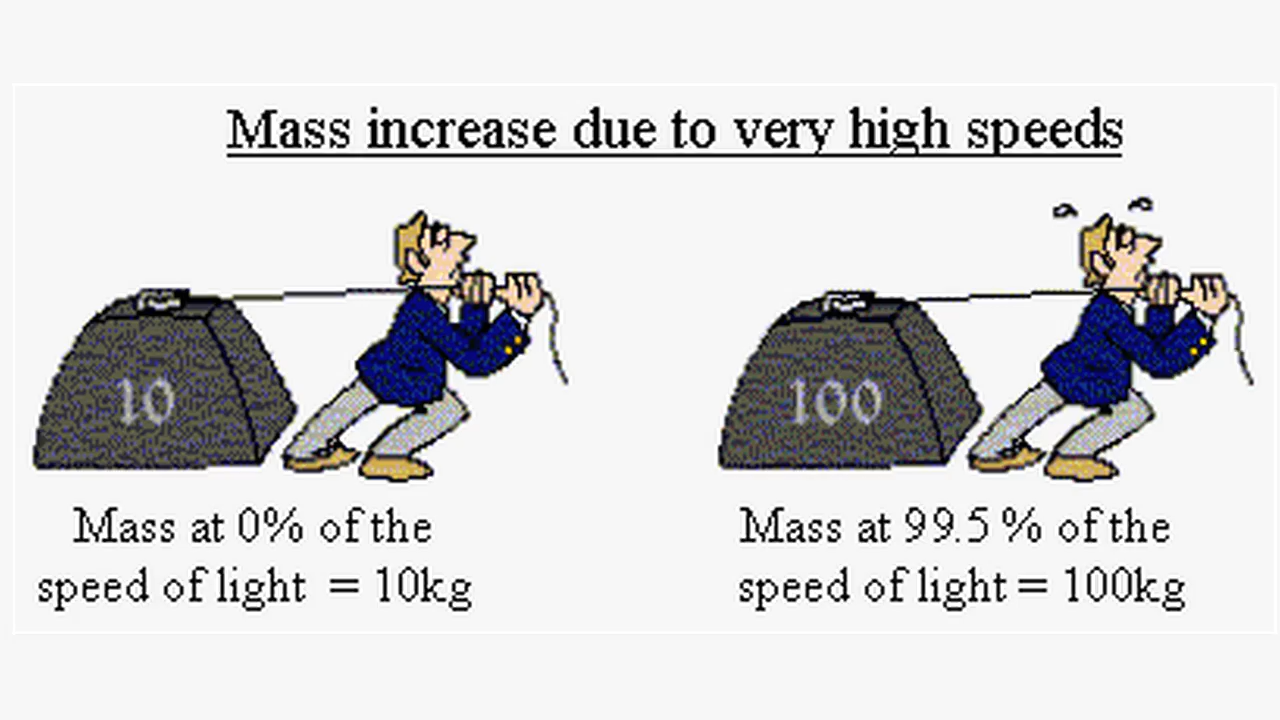 Mass increase due to very high speeds
10
100
Mass at 0% of the
speed of light = 10kg
Mass at 99.5 % of the
speed of light = 100kg